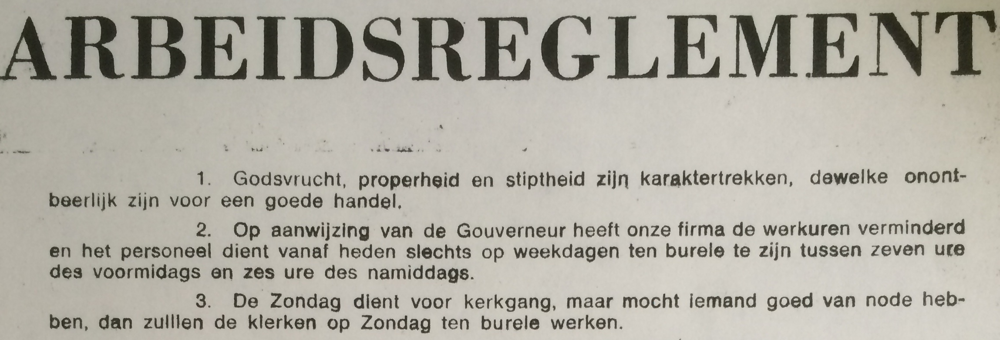 ARBEIDSREGLEMENT
1. Godsvrucht, properheid en stiptheid zijn karaktertrekken, dewelke onont-
beerlijk zijn voor een goede handel.
2. Op aanwijzing van de Gouverneur heeft onze firma de werkuren verminderd
en het personeel dient vanaf heden slechts op weekdagen ten burele te zijn tussen zeven ure
des voormidags en zes ure des namiddags.
3. De Zondag dient voor kerkgang, maar mocht iemand goed van node heb-
ben, dan zulllen de klerken op Zondag ten burele werken.